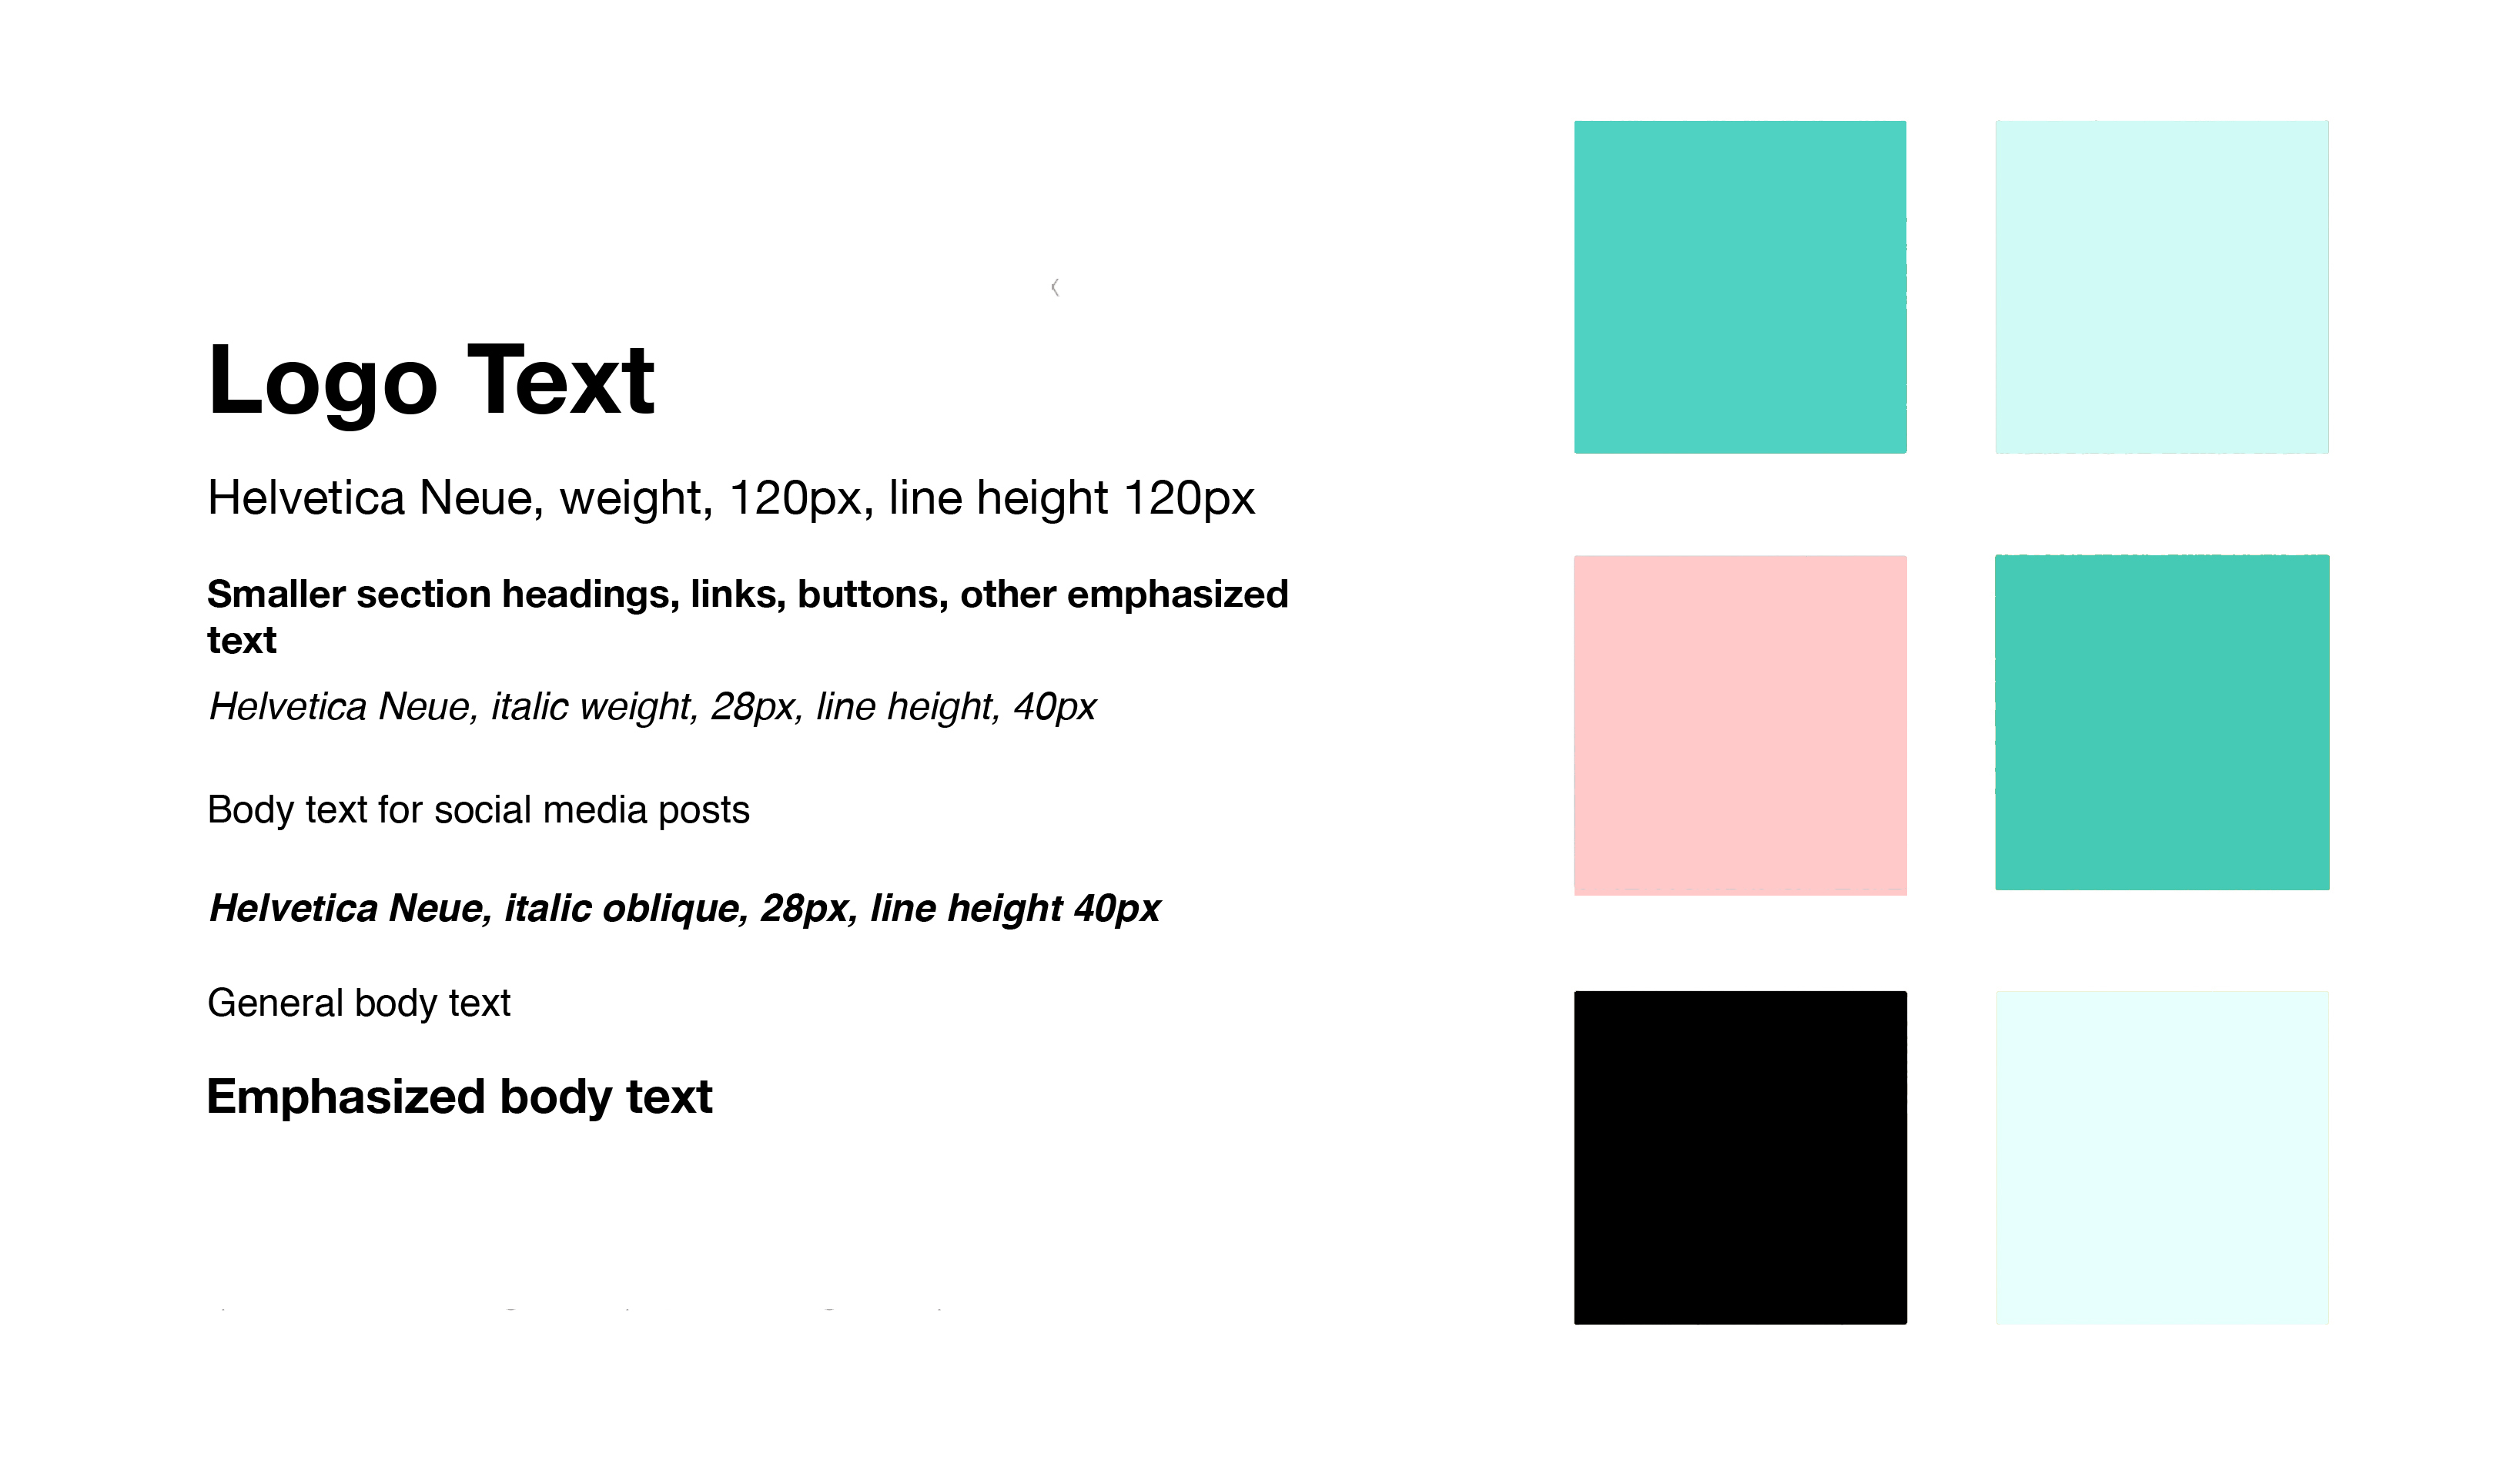 Logo Text
Helvetica Neue, weight, 120px, line height 120px
Smaller section headings, links, buttons, other emphasized
text
Helvetica Neue, italic weight, 28px, line height, 40px
Body text for social media posts
Helvetica Neue, italic oblique, 28px, line height 40px
General body text
Emphasized body text